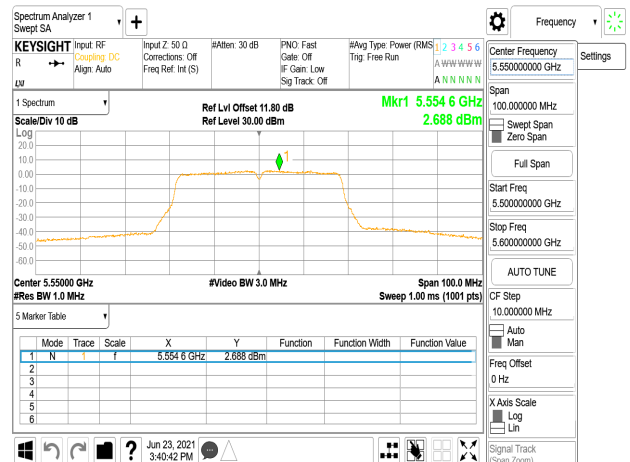 Spectrum Analyzer 1
Swept SA
Frequency
KEYSIGHT
R
Input: RF
Coupling: DC
Align: Auto
Input Z: 50 Ω
Corrections: Off
Freq Ref: Int (S)
#Atten: 30 dB
PNO: Fast
Gate: Off
IF Gain: Low
Sig Track: Off
#Avg Type: Power (RMS
Trig: Free Run
1 2 3 4 5 6
A W W W W W
A N N N N N
1 Spectrum
Scale/Div 10 dB
Ref Lvl Offset 11.80 dB
Ref Level 30.00 dBm
Mkr1 5.554 6 GHz
2.688 dBm
Log
20.0
10.0
0.00
-10.0
-20.0
-30.0
-40.0
-50.0
-60.0
1
Center 5.55000 GHz
#Res BW 1.0 MHz
#Video BW 3.0 MHz
Span 100.0 MHz
Sweep 1.00 ms (1001 pts)
5 Marker Table
Mode Trace Scale X Y Function Function Width Function Value
1 N 1 f 5.554 6 GHz 2.688 dBm
2
3
4
5
6
?
Jun 23, 2021
3:40:42 PM
Center Frequency
5.550000000 GHz
Settings
Span
100.000000 MHz
Swept Span
Zero Span
Full Span
Start Freq
5.500000000 GHz
Stop Freq
5.600000000 GHz
AUTO TUNE
CF Step
10.000000 MHz
Auto
Man
Freq Offset
0 Hz
X Axis Scale
Log
Lin
Signal Track
(Span Zoom)